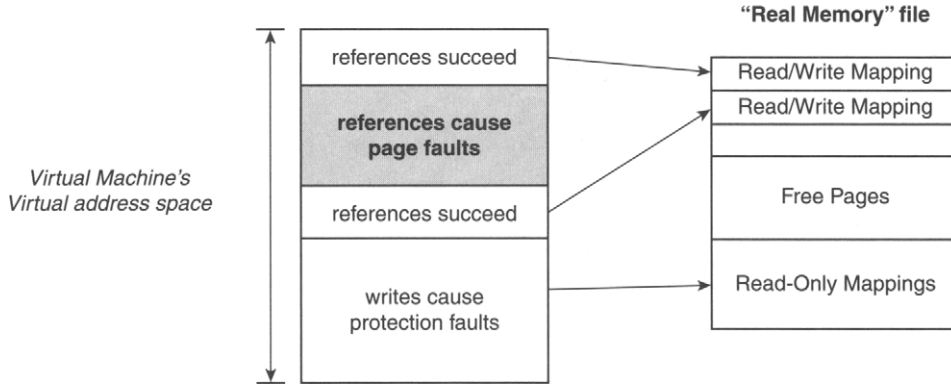 “Real Memory” file
references succeed
Read/Write Mapping
Read/Write Mapping
references cause
page faults
Virtual Machine's
Virtual address space
references succeed
Free Pages
writes cause
protection faults
Read-Only Mappings